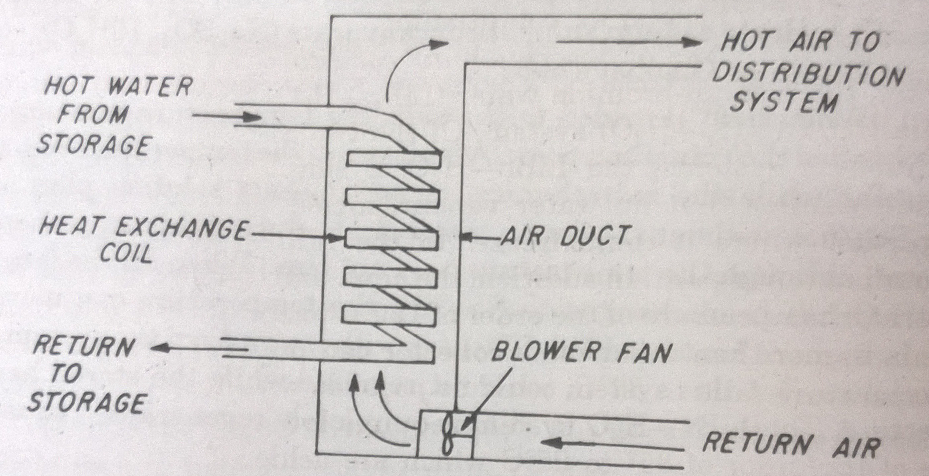 HOT WATER
FROM
STORAGE
HOT AIR TO
DISTRIBUTION
SYSTEM
HEAT EXCHANGE
COIL
AIR DUCT
RETURN
TO
STORAGE
BLOWER FAN
RETURN AIR